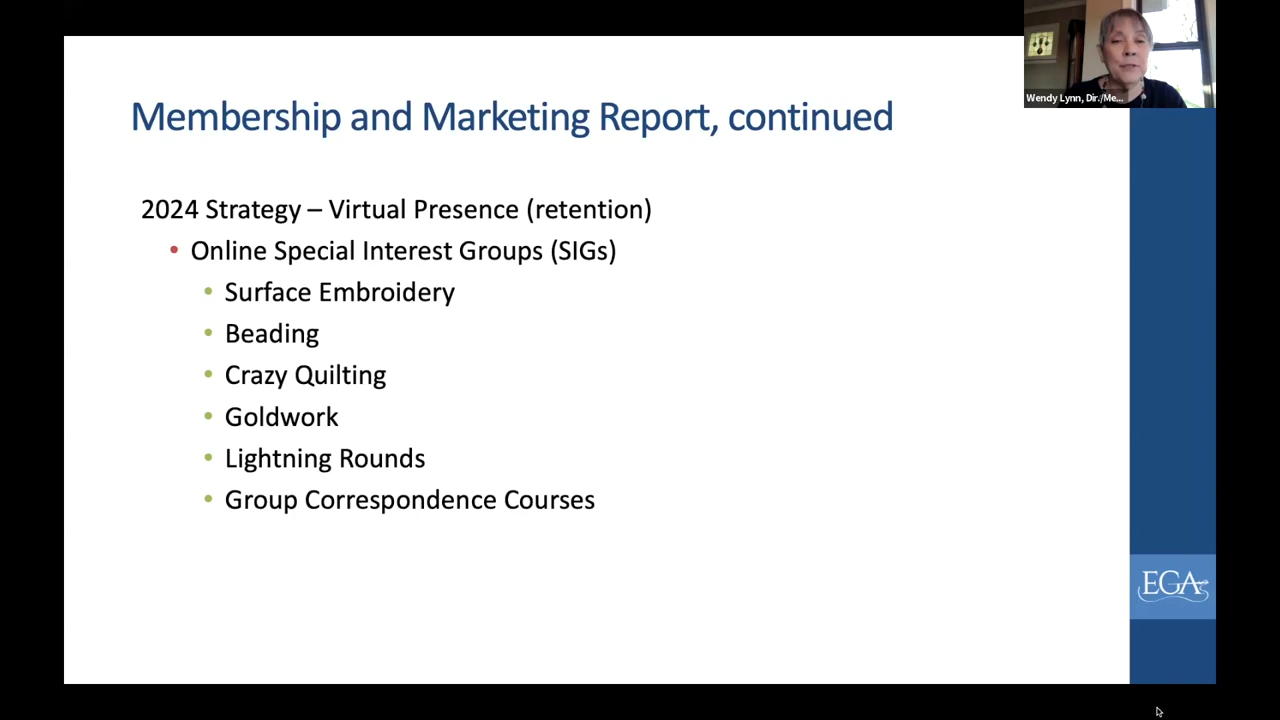 Wendy Lynn, Dir./Me...
Membership and Marketing Report, continued
2024 Strategy – Virtual Presence (retention)
• Online Special Interest Groups (SIGs)
• Surface Embroidery
• Beading
• Crazy Quilting
• Goldwork
• Lightning Rounds
• Group Correspondence Courses
EGA